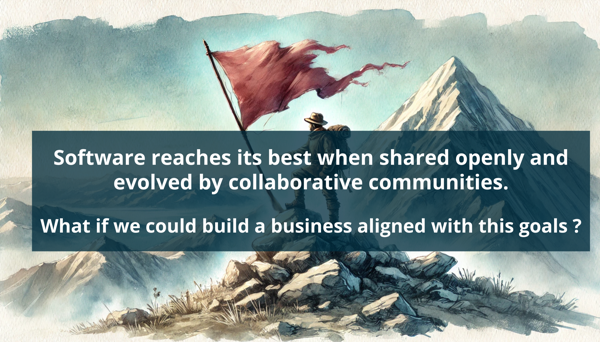 Software reaches its best when shared openly and
evolved by collaborative communities.
What if we could build a business aligned with this goals ?